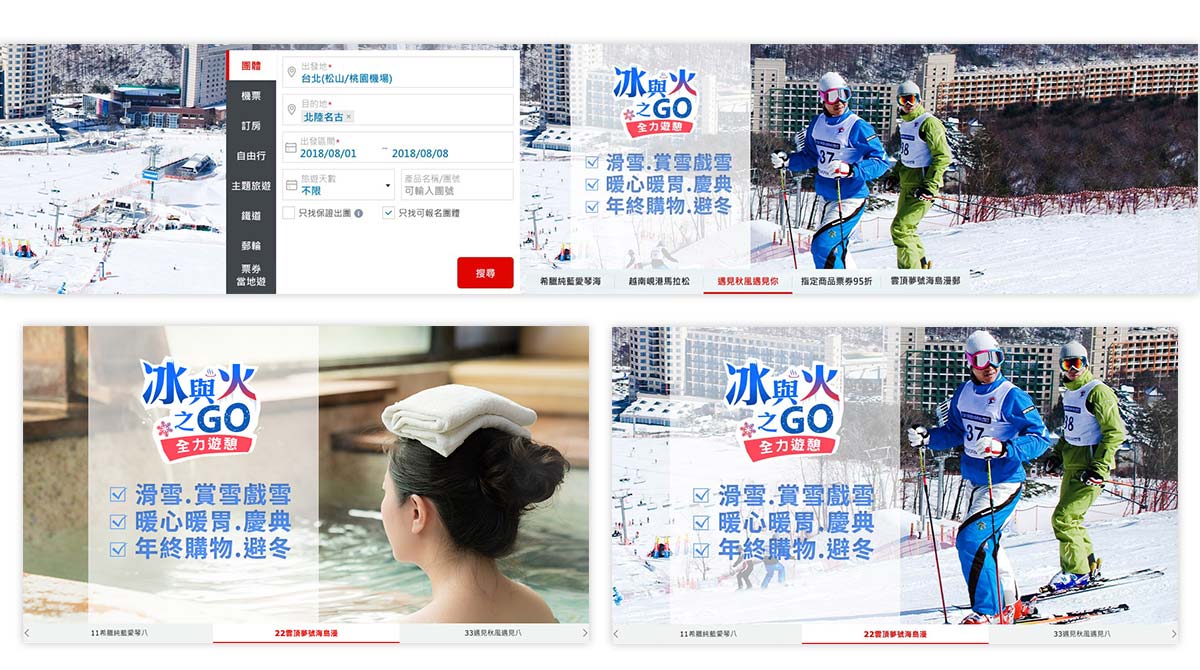 團體
機票
訂房
自由行
主題旅遊
鐵道
郵輪
票券
當地遊
出發地*
台北(松山/桃園機場)
目的地*
北陸名古 ×
出發區間*
2018/08/01 ~ 2018/08/08
旅遊天數
不限
產品名稱/團號
可輸入團號
只找保證出團 i
只找可報名團體
搜尋
冰與火
之GO
全力遊憩
滑雪.賞雪戲雪
暖心暖胃.慶典
年終購物.避冬
37
38
希臘純藍愛琴海
越南峴港馬拉松
遇見秋風遇見你
指定商品票券95折
雲頂夢號海島漫郵
冰與火
之GO
全力遊憩
滑雪.賞雪戲雪
暖心暖胃.慶典
年終購物.避冬
11希臘純藍愛琴八
22雲頂夢號海島漫
33遇見秋風遇見八
冰與火
之GO
全力遊憩
滑雪.賞雪戲雪
暖心暖胃.慶典
年終購物.避冬
37
38
11希臘純藍愛琴八
22雲頂夢號海島漫
33遇見秋風遇見八